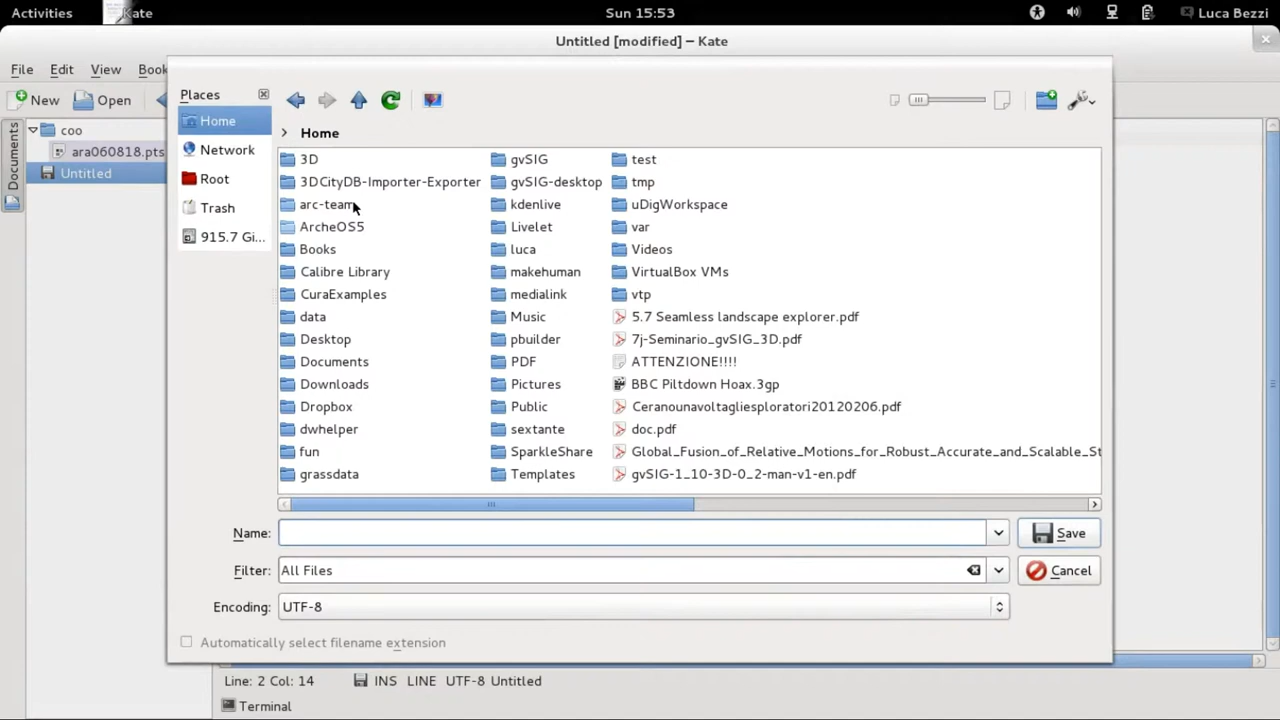 Activities Kate Sun 15:53 Luca Bezzi
Untitled [modified] – Kate
File Edit View Book
New Open
Documents
coo
ara060818.pts
Untitled
Places
Home
Network
Root
Trash
915.7 Gi...
Home
3D
3DCityDB-Importer-Exporter
arc-team
ArcheOS5
Books
Calibre Library
CuraExamples
data
Desktop
Documents
Downloads
Dropbox
dwhelper
fun
grassdata
gvSIG
gvSIG-desktop
kdenlive
Livelet
luca
makehuman
medialink
Music
pbuilder
PDF
Pictures
Public
sextante
SparkleShare
Templates
test
tmp
uDigWorkspace
var
Videos
VirtualBox VMs
vtp
5.7 Seamless landscape explorer.pdf
7j-Seminario_gvSIG_3D.pdf
ATTENZIONE!!!!
BBC Piltdown Hoax.3gp
Ceranounavoltagliesploratori20120206.pdf
doc.pdf
Global_Fusion_of_Relative_Motions_for_Robust_Accurate_and_Scalable_St
gvSIG-1_10-3D-0_2-man-v1-en.pdf
Name: Save
Filter: All Files Cancel
Encoding: UTF-8
Automatically select filename extension
Line: 2 Col: 14 INS LINE UTF-8 Untitled
Terminal